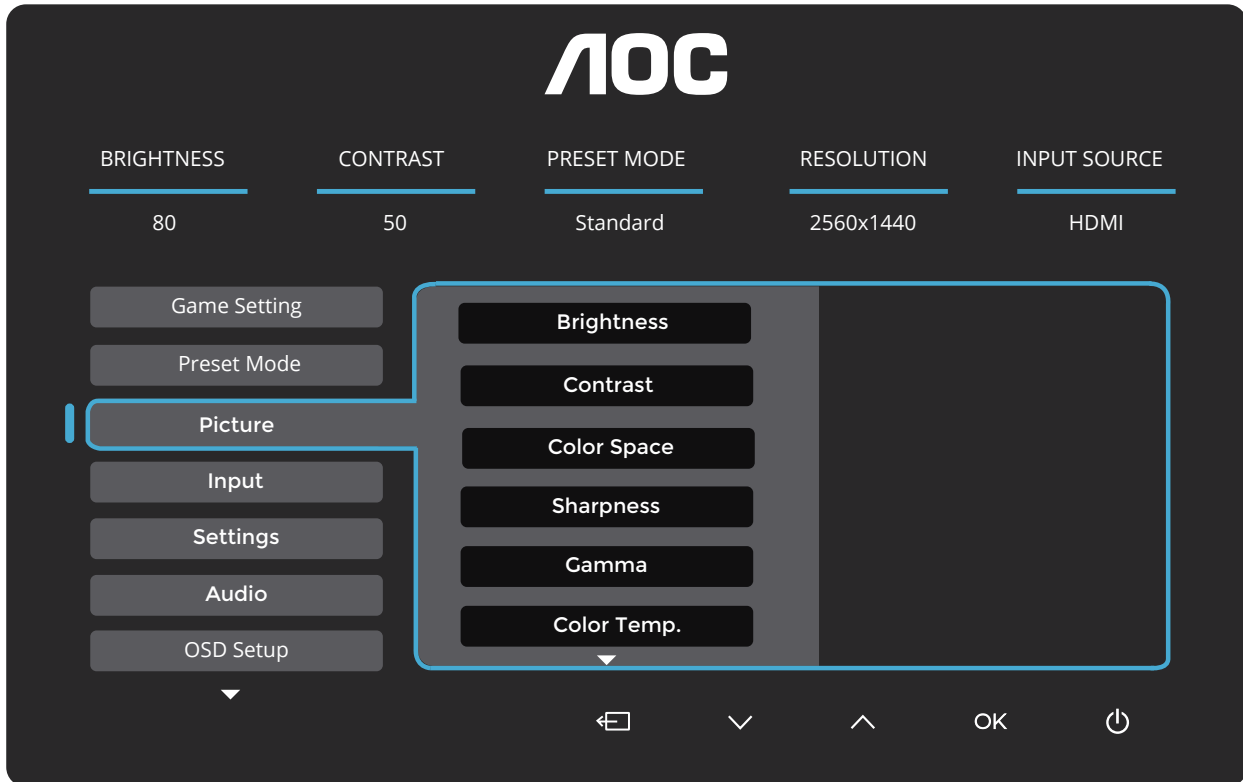 AOC
BRIGHTNESS CONTRAST PRESET MODE RESOLUTION INPUT SOURCE
80 50 Standard 2560x1440 HDMI
Game Setting
Preset Mode
Picture
Input
Settings
Audio
OSD Setup
Brightness
Contrast
Color Space
Sharpness
Gamma
Color Temp.
OK